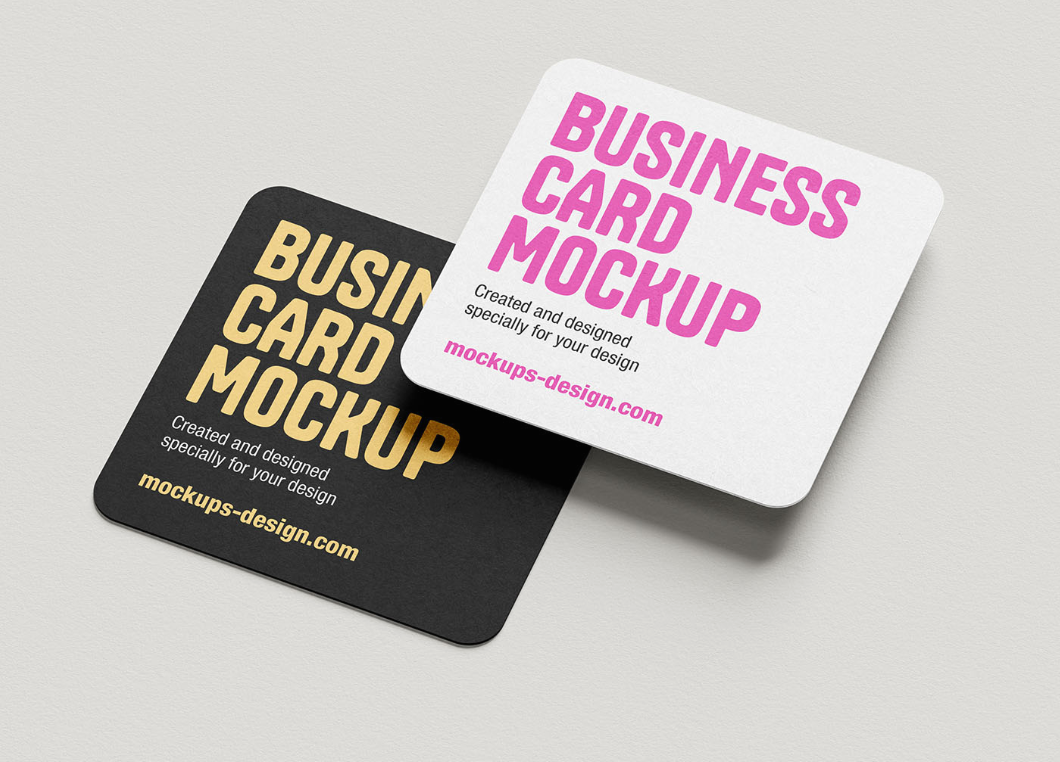 BUSINESS
CARD
MOCKUP
Created and designed
specially for your design
mockups-design.com
BUSIN
CARD
MOCKUP
Created and designed
specially for your design
mockups-design.com